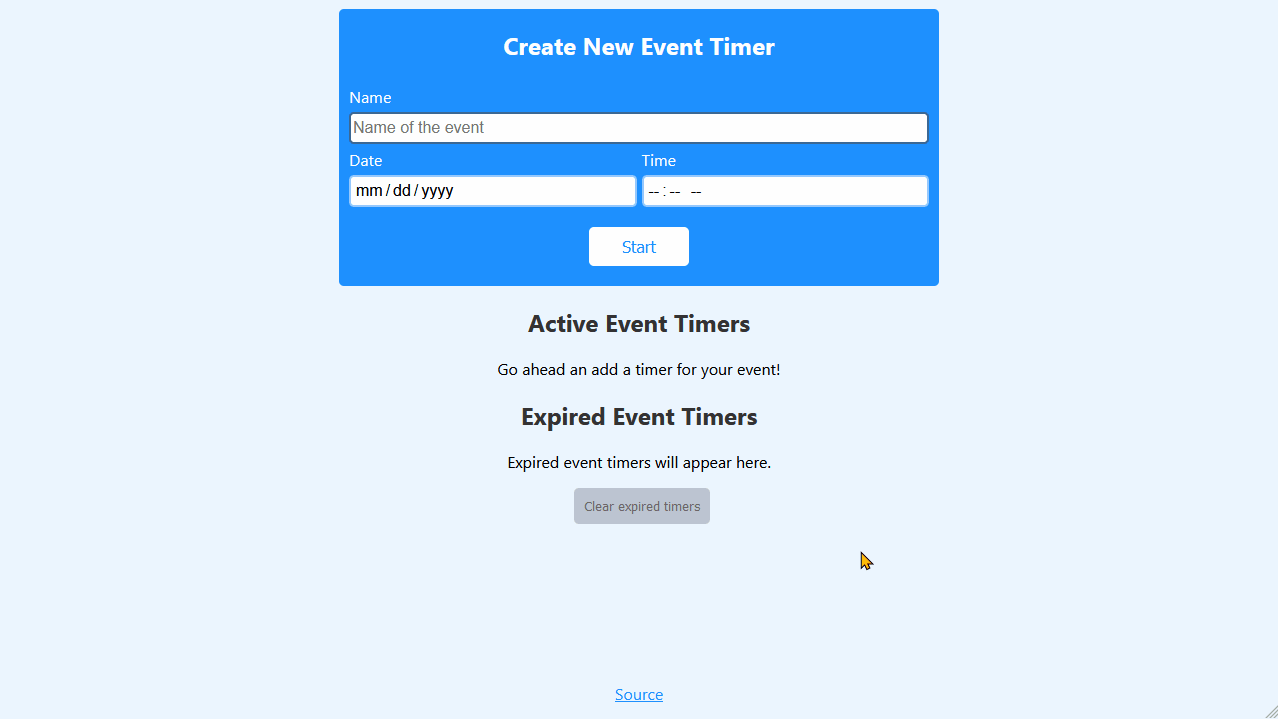 Create New Event Timer
Name
Name of the event
Date Time
mm/dd/yyyy --:-- --
Start
Active Event Timers
Go ahead an add a timer for your event!
Expired Event Timers
Expired event timers will appear here.
Clear expired timers
Source